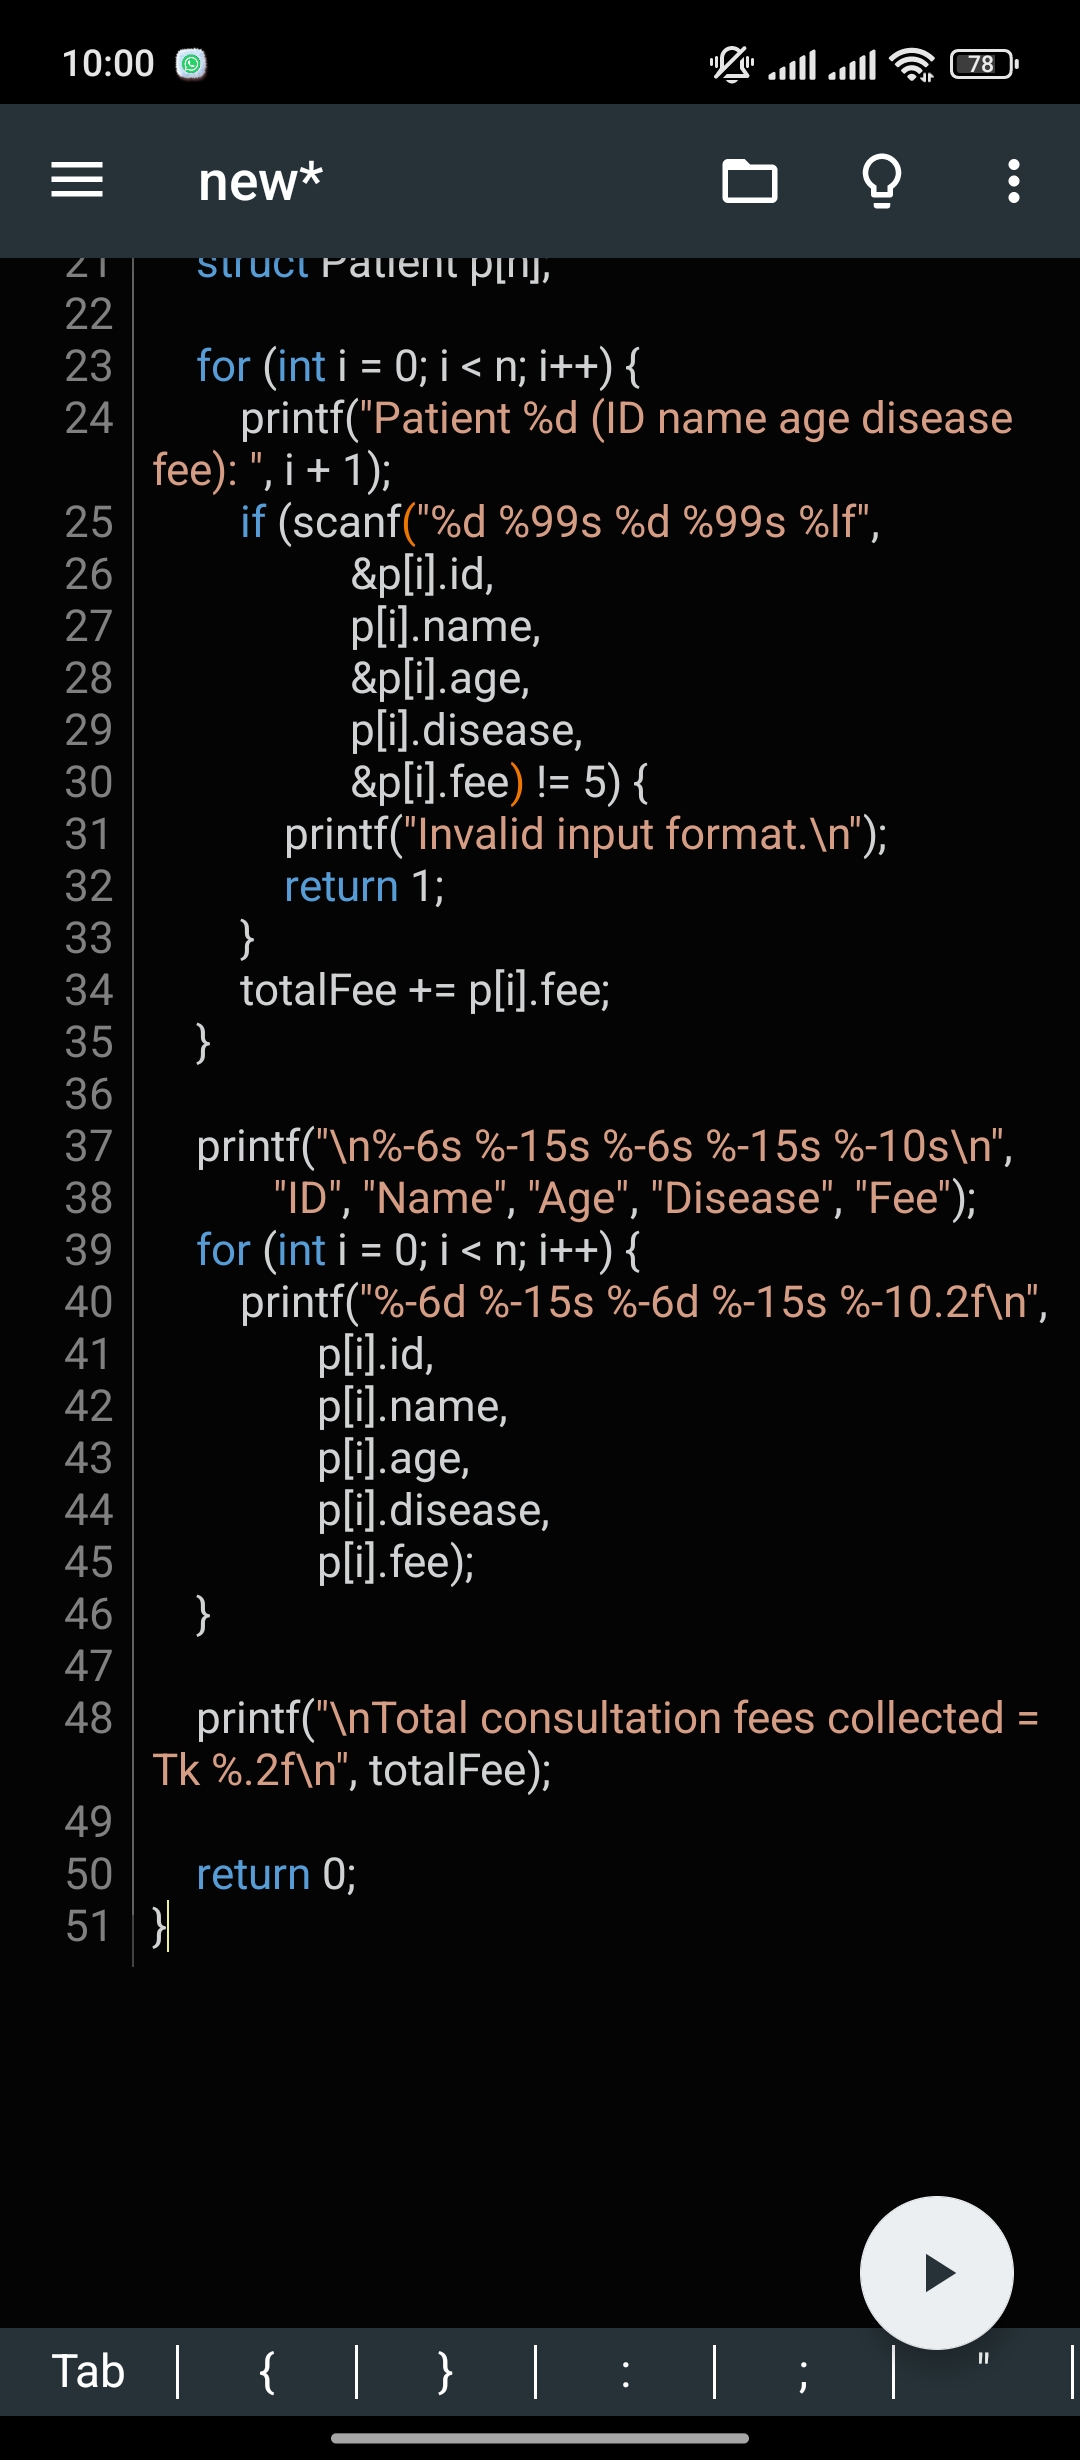 10:00
78
new*
21 struct Patient p[n];
22
23 for (int i = 0; i < n; i++) {
24 printf("Patient %d (ID name age disease
fee): ", i + 1);
25 if (scanf("%d %99s %d %99s %lf",
26 &p[i].id,
27 p[i].name,
28 &p[i].age,
29 p[i].disease,
30 &p[i].fee) != 5) {
31 printf("Invalid input format.\n");
32 return 1;
33 }
34 totalFee += p[i].fee;
35 }
36
37 printf("\n%-6s %-15s %-6s %-15s %-10s\n",
38 "ID", "Name", "Age", "Disease", "Fee");
39 for (int i = 0; i < n; i++) {
40 printf("%-6d %-15s %-6d %-15s %-10.2f\n",
41 p[i].id,
42 p[i].name,
43 p[i].age,
44 p[i].disease,
45 p[i].fee);
46 }
47
48 printf("\nTotal consultation fees collected =
Tk %.2f\n", totalFee);
49
50 return 0;
51 }
Tab { } : ; "